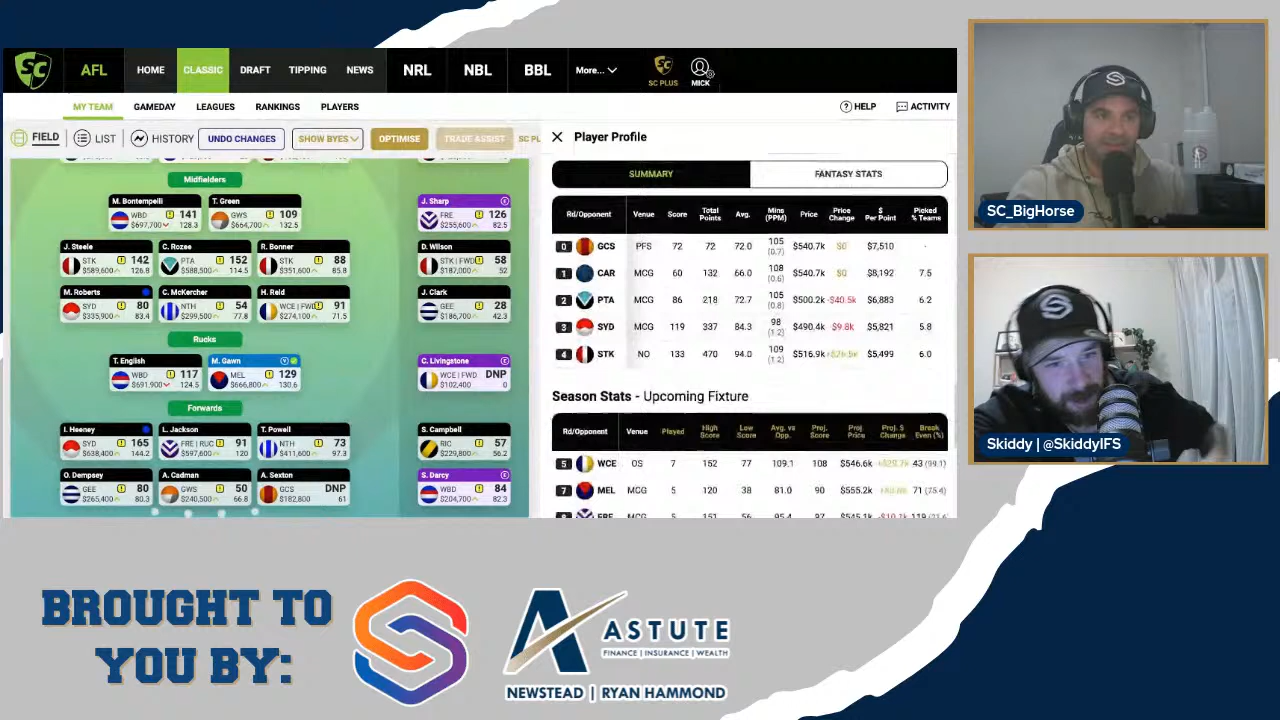 AFL HOME CLASSIC DRAFT TIPPING NEWS NRL NBL BBL More... SC PLUS MICK
MY TEAM GAMEDAY LEAGUES RANKINGS PLAYERS HELP ACTIVITY
FIELD LIST HISTORY UNDO CHANGES SHOW BYES OPTIMISE TRADE ASSIST SC PL
Midfielders
M. Bontempelli T. Green J. Sharp
WBD 141 GWS 109 FRE 126
$697,700 128.3 $664,700 132.5 $255,600 82.5
J. Steele C. Rozee R. Bonner D. Wilson
STK 142 PTA 152 STK 88 STK | FWD 58
$589,600 126.8 $588,500 114.5 $351,600 85.8 $187,000 52
M. Roberts C. McKercher H. Reid J. Clark
SYD 80 NTH 54 WCE | FWD 91 GEE 28
$335,900 83.4 $299,500 77.8 $274,100 71.5 $186,700 42.3
Rucks
T. English M. Gawn C. Livingstone
WBD 117 MEL 129 WCE | FWD DNP
$691,900 124.5 $666,800 130.6 $102,400 0
Forwards
I. Heeney L. Jackson T. Powell S. Campbell
SYD 165 FRE | RUC 91 NTH 73 RIC 57
$638,400 144.2 $597,600 120 $411,600 97.3 $229,800 56.2
O. Dempsey A. Cadman A. Sexton S. Darcy
GEE 80 GWS 50 GCS DNP WBD 84
$265,400 80.3 $240,500 66.8 $182,800 61 $204,700 82.3
Player Profile
SUMMARY FANTASY STATS
Rd/Opponent Venue Score Total Points Avg. Mins (PPM) Price Price Change $ Per Point Picked % Teams
0 GCS PFS 72 72 72.0 105 (0.7) $540.7k $0 $7,510 -
1 CAR MCG 60 132 66.0 108 (0.6) $540.7k $0 $8,192 7.5
2 PTA MCG 86 218 72.7 105 (0.8) $500.2k -$40.5k $6,883 6.2
3 SYD MCG 119 337 84.3 98 (1.2) $490.4k -$9.8k $5,821 5.8
4 STK NO 133 470 94.0 109 (1.2) $516.9k $5,499 6.0
Season Stats - Upcoming Fixture
Rd/Opponent Venue Played High Score Low Score Avg. vs Opp. Proj. Score Proj. Price Proj. $ Change Break Even (%)
5 WCE OS 7 152 77 109.1 108 $546.6k 43 (99.1)
7 MEL MCG 5 120 38 81.0 90 $555.2k 71 (75.4)
SC_BigHorse
Skiddy | @SkiddyIFS
BROUGHT TO
YOU BY:
ASTUTE
FINANCE | INSURANCE | WEALTH
NEWSTEAD | RYAN HAMMOND